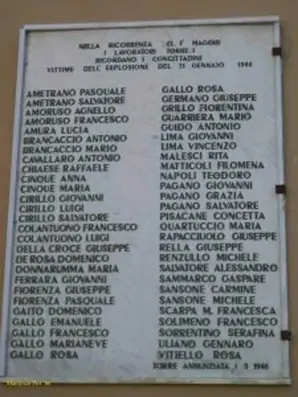 NELLA RICORRENZA DEL 1° MAGGIO
I LAVORATORI TORRE.I
RICORDANO I CONCITTADINI
VITTIME DELL'ESPLOSIONE DEL 21 GENNAIO 1946
AMETRANO PASQUALE
AMETRANO SALVATORE
AMORUSO AGNELLO
AMORUSO FRANCESCO
AMURA LUCIA
BRANCACCIO ANTONIO
BRANCACCIO MARIO
CAVALLARO ANTONIO
CHIAESE RAFFAELE
CINQUE ANNA
CINQUE MARIA
CIRILLO GIOVANNI
CIRILLO LUIGI
CIRILLO SALVATORE
COLANTUONO FRANCESCO
COLANTUONO LUIGI
DELLA CROCE GIUSEPPE
DE ROSA DOMENICO
DONNARUMMA MARIA
FERRARA GIOVANNI
FIORENZA GIUSEPPE
FIORENZA PASQUALE
GAITO DOMENICO
GALLO EMANUELE
GALLO FRANCESCO
GALLO MARIANEVE
GALLO ROSA
GALLO ROSA
GERMANO GIUSEPPE
GRILLO FIORENTINA
GUARRIERA MARIO
GUIDO ANTONIO
LIMA GIOVANNI
LIMA VINCENZO
MALESCI RITA
MATTICOLI FILOMENA
NAPOLI TEODORO
PAGANO GIOVANNI
PAGANO GRAZIA
PAGANO SALVATORE
PISACANE CONCETTA
QUARTUCCIO MARIA
RAPACCIUOLO GIUSEPPE
RELLA GIUSEPPE
RENZULLO MICHELE
SALVATORE ALESSANDRO
SAMMARCO GASPARE
SANSONE CARMINE
SANSONE MICHELE
SCARPA M. FRANCESCA
SOLIMENO FRANCESCO
SORRENTINO SERAFINA
ULIANO GENNARO
VITIELLO ROSA
TORRE ANNUNZIATA 1 5 1946